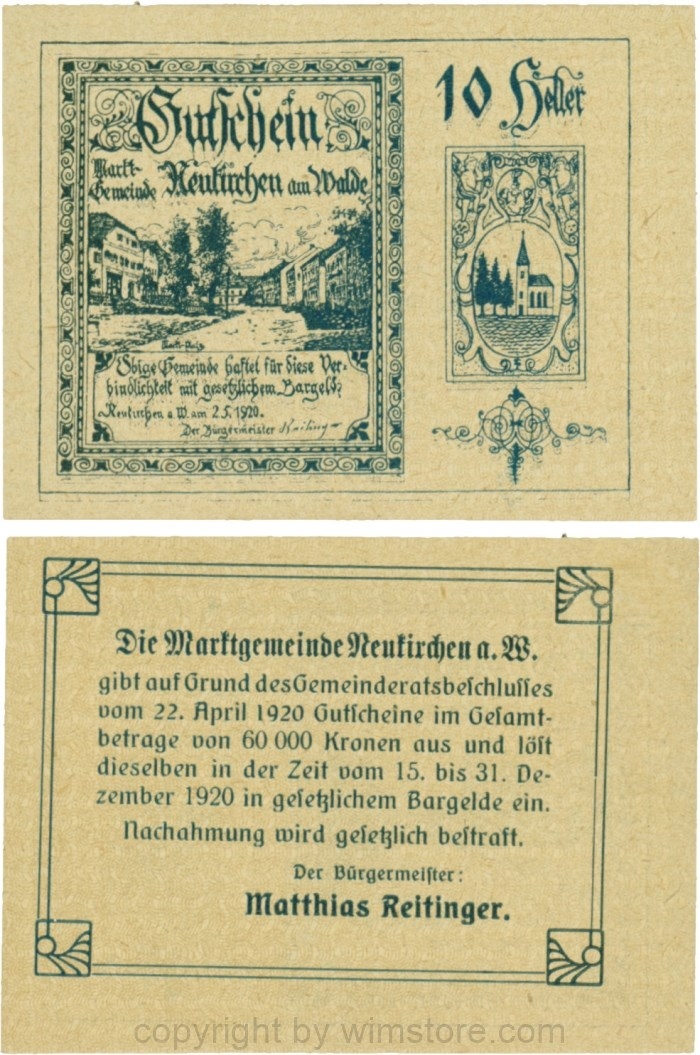 Gutschein
Markt-
Gemeinde Neukirchen am Walde
10 Heller
Obige Gemeinde haftet für diese Ver-
bindlichkeit mit gesetzlichem Bargeld.
Neukirchen a. W. am 2.5.1920.
Der Bürgermeister Reitinger
Die Marktgemeinde Neukirchen a. W.
gibt auf Grund des Gemeinderatsbeschlusses
vom 22. April 1920 Gutscheine im Gesamt-
betrage von 60 000 Kronen aus und löst
dieselben in der Zeit vom 15. bis 31. De-
zember 1920 in gesetzlichem Bargelde ein.
Nachahmung wird gesetzlich bestraft.
Der Bürgermeister:
Matthias Reitinger.
copyright by wimstore.com